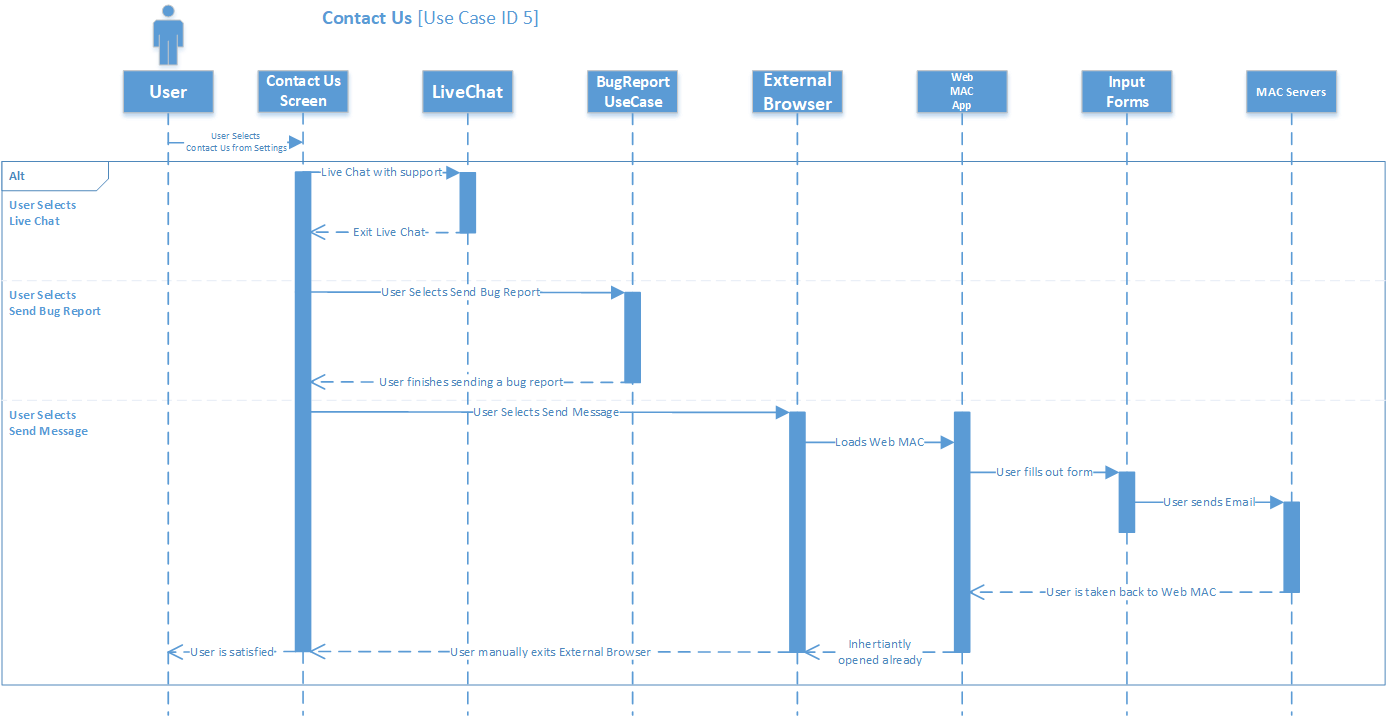 Contact Us [Use Case ID 5]
User
Contact Us
Screen
LiveChat
BugReport
UseCase
External
Browser
Web
MAC
App
Input
Forms
MAC Servers
User Selects
Contact Us from Settings
Alt
User Selects
Live Chat
Live Chat with support
Exit Live Chat
User Selects
Send Bug Report
User Selects Send Bug Report
User finishes sending a bug report
User Selects
Send Message
User Selects Send Message
Loads Web MAC
User fills out form
User sends Email
User is taken back to Web MAC
Inhertiantly
opened already
User manually exits External Browser
User is satisfied